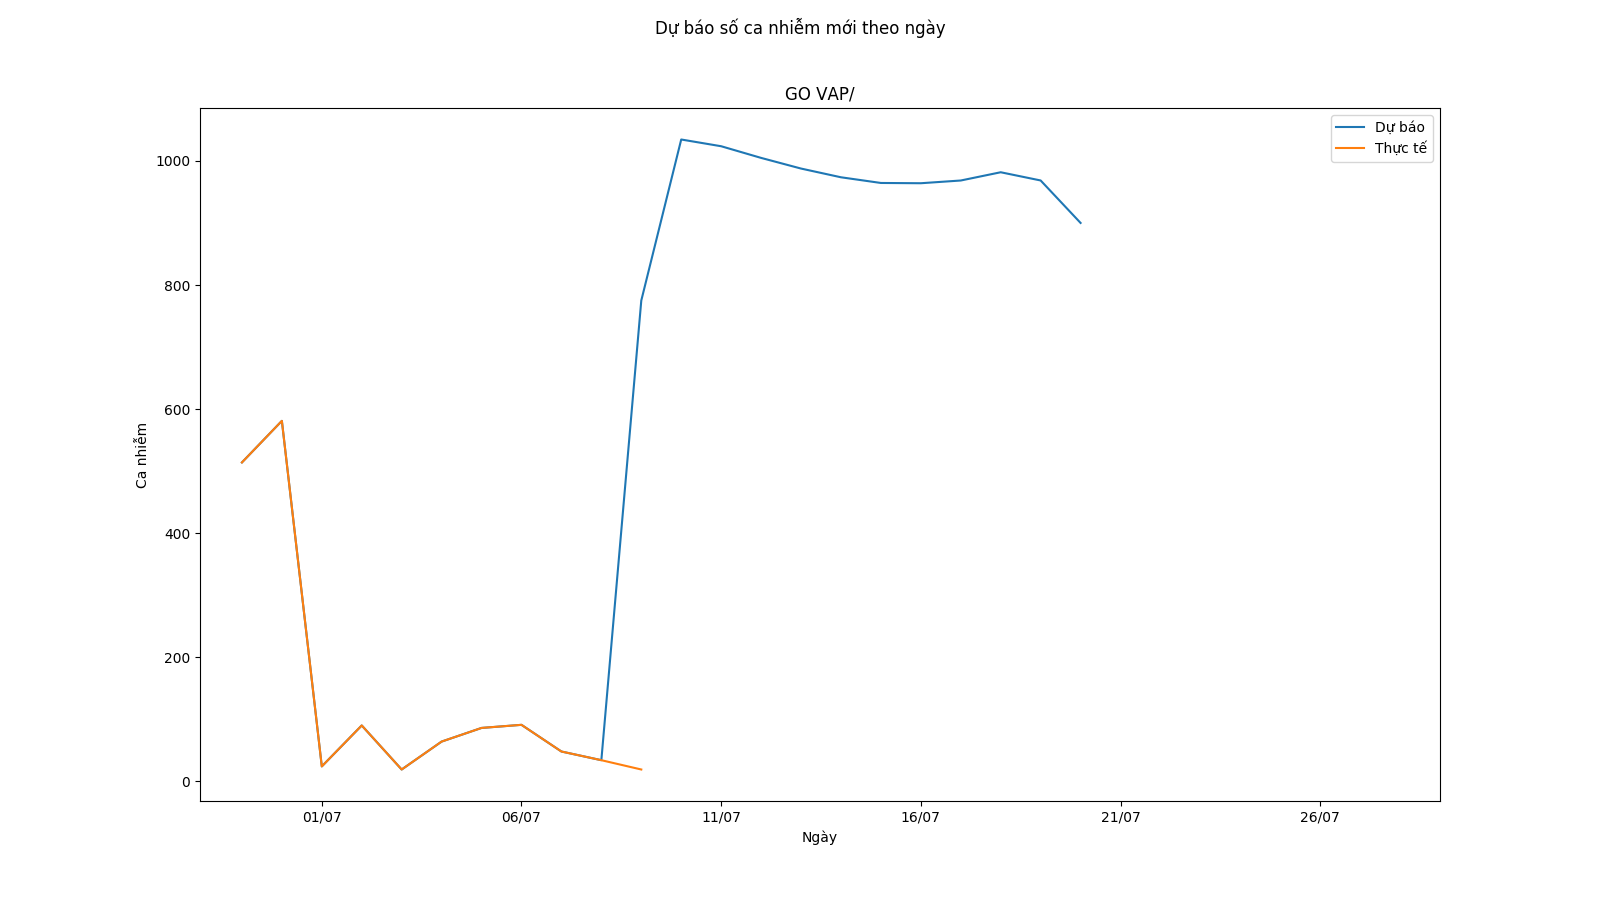 Dự báo số ca nhiễm mới theo ngày
GO VAP/
Dự báo
Thực tế
1000
800
600
400
200
0
Ca nhiễm
01/07
06/07
11/07
16/07
21/07
26/07
Ngày